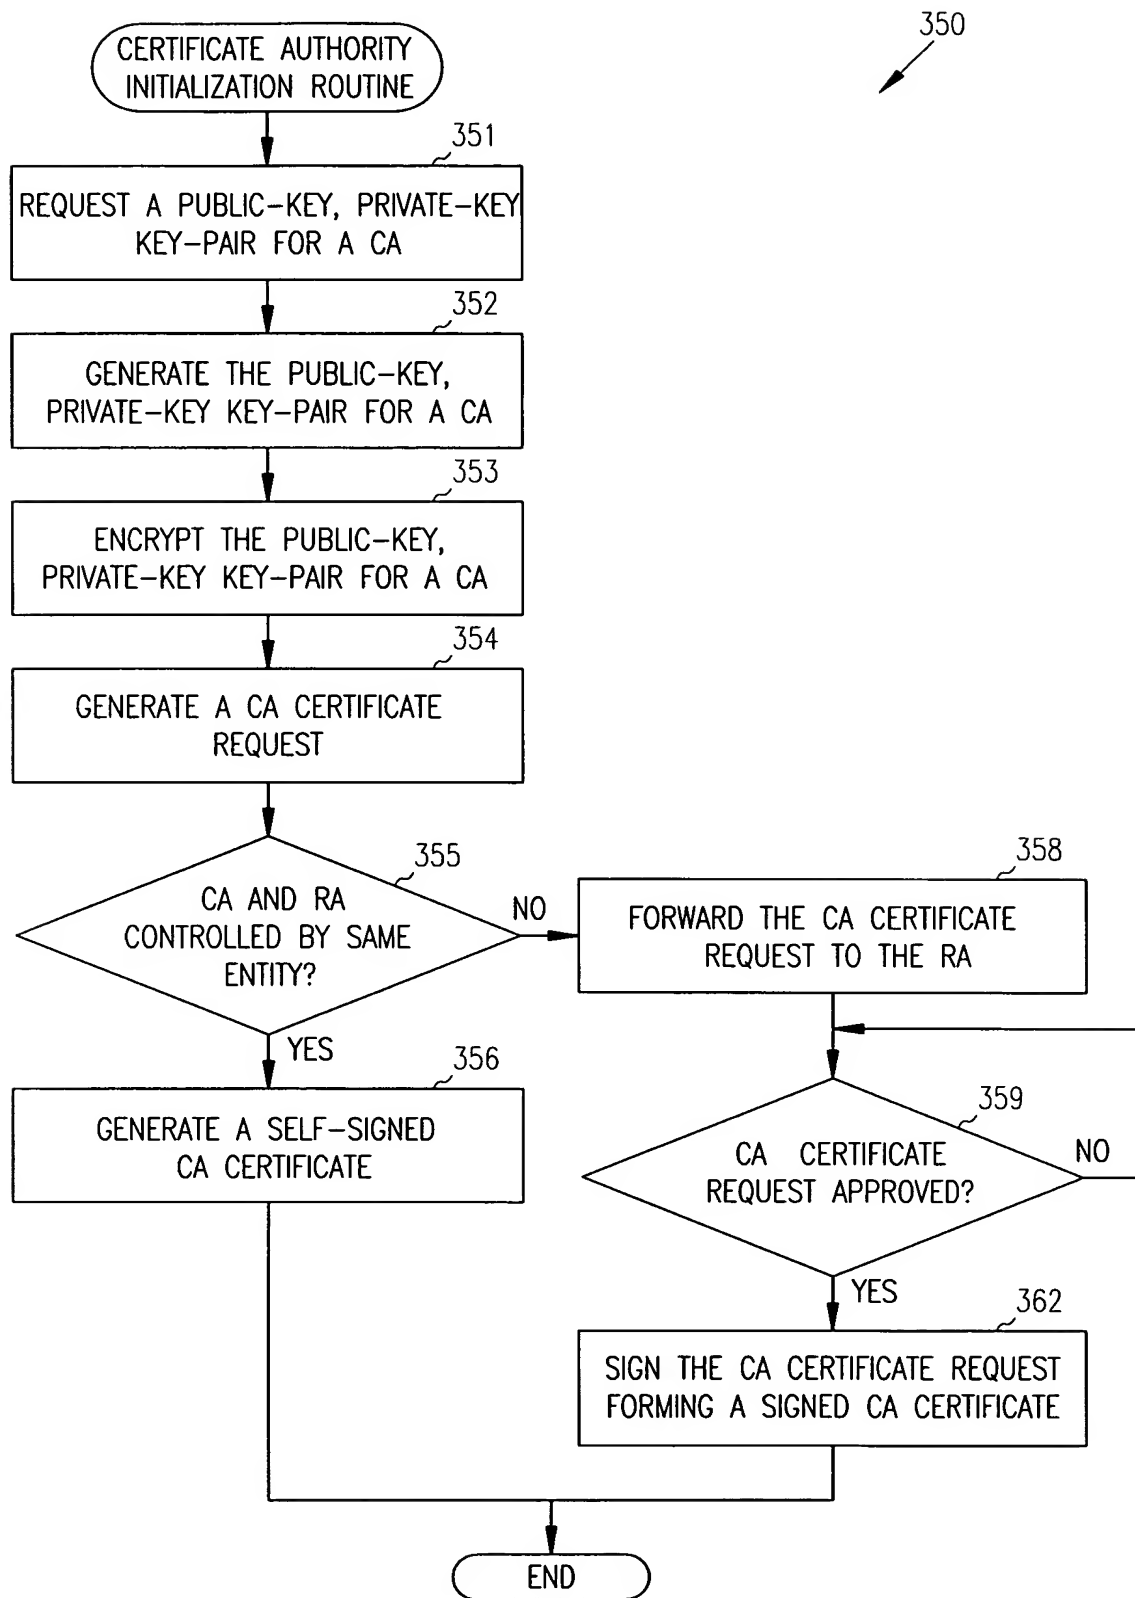 350
CERTIFICATE AUTHORITY
INITIALIZATION ROUTINE
351
REQUEST A PUBLIC-KEY, PRIVATE-KEY
KEY-PAIR FOR A CA
352
GENERATE THE PUBLIC-KEY,
PRIVATE-KEY KEY-PAIR FOR A CA
353
ENCRYPT THE PUBLIC-KEY,
PRIVATE-KEY KEY-PAIR FOR A CA
354
GENERATE A CA CERTIFICATE
REQUEST
355
CA AND RA
CONTROLLED BY SAME
ENTITY?
NO
YES
356
GENERATE A SELF-SIGNED
CA CERTIFICATE
358
FORWARD THE CA CERTIFICATE
REQUEST TO THE RA
359
CA CERTIFICATE
REQUEST APPROVED?
NO
YES
362
SIGN THE CA CERTIFICATE REQUEST
FORMING A SIGNED CA CERTIFICATE
END